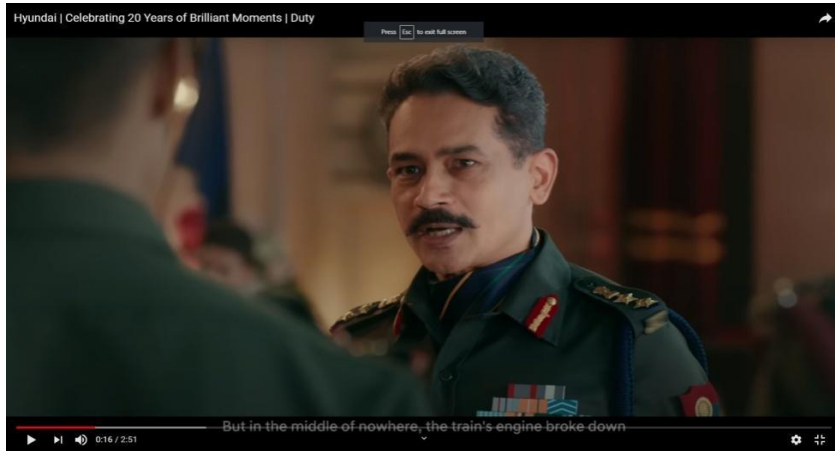 Hyundai | Celebrating 20 Years of Brilliant Moments | Duty
Press Esc to exit full screen
But in the middle of nowhere, the train's engine broke down
0:16 / 2:51